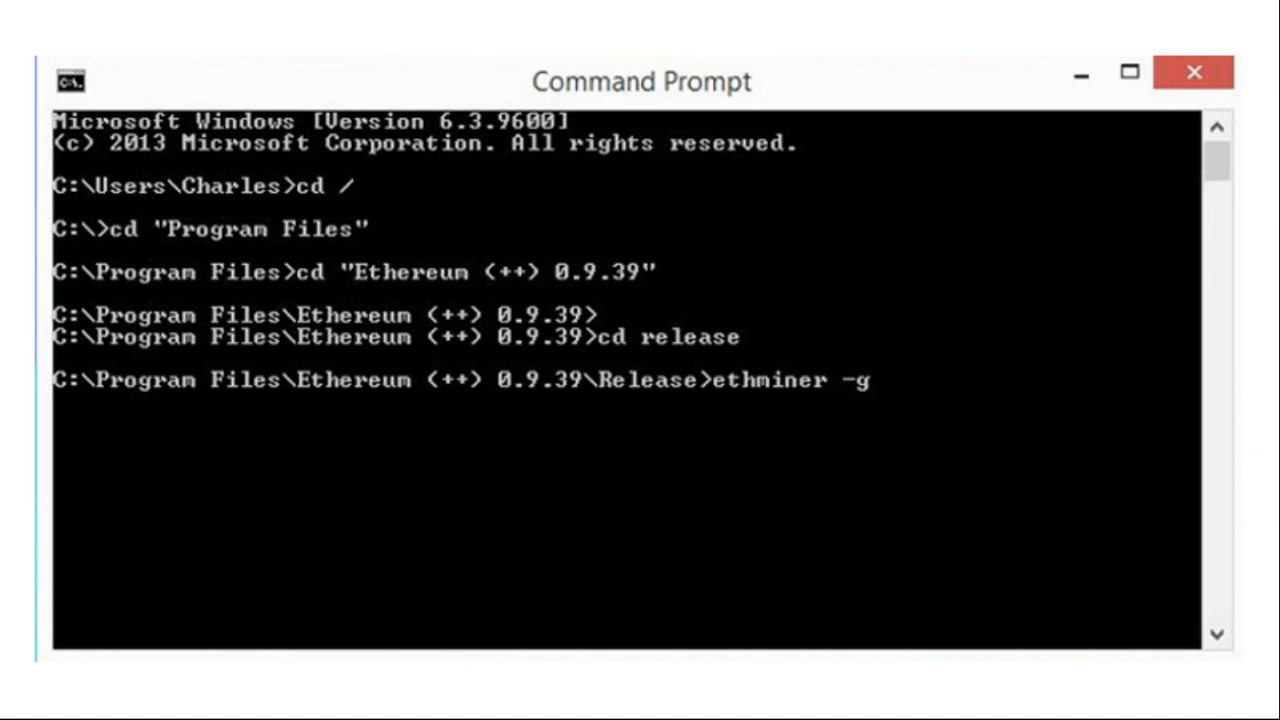 Command Prompt
Microsoft Windows [Version 6.3.9600]
(c) 2013 Microsoft Corporation. All rights reserved.
C:\Users\Charles>cd /
C:\>cd "Program Files"
C:\Program Files>cd "Ethereum (++) 0.9.39"
C:\Program Files\Ethereum (++) 0.9.39>
C:\Program Files\Ethereum (++) 0.9.39>cd release
C:\Program Files\Ethereum (++) 0.9.39\Release>ethminer -g